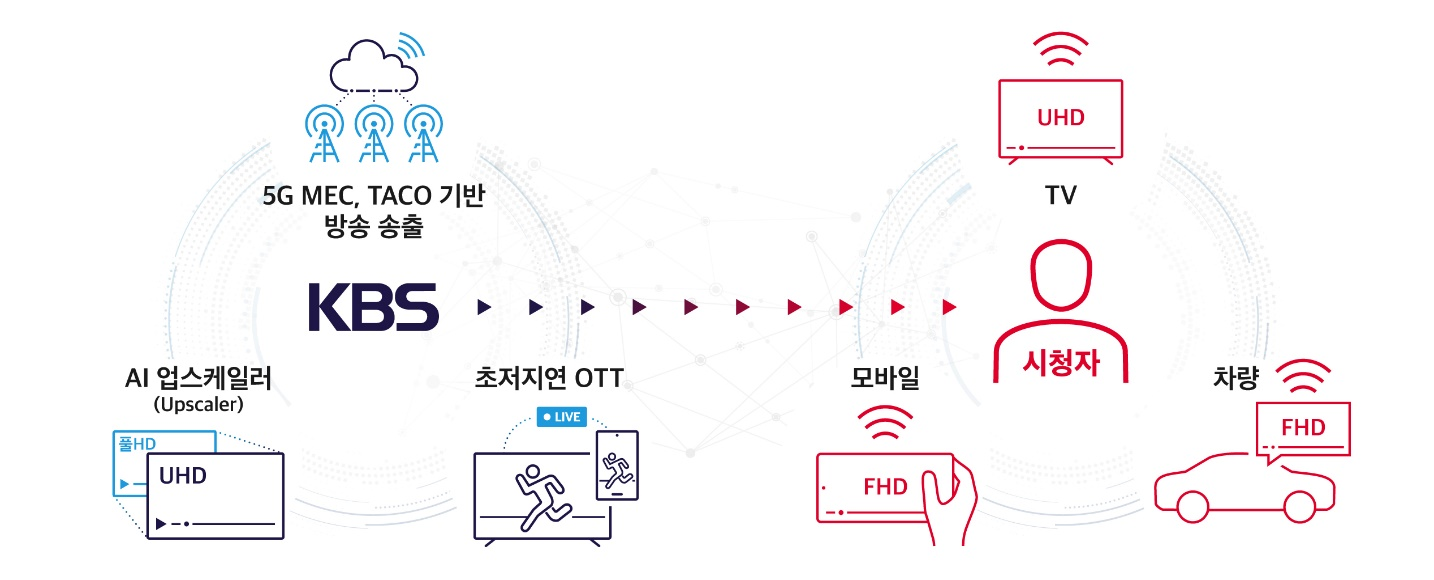 5G MEC, TACO 기반
방송 송출
KBS
AI 업스케일러
(Upscaler)
풀HD
UHD
초저지연 OTT
LIVE
UHD
TV
시청자
모바일
FHD
차량
FHD